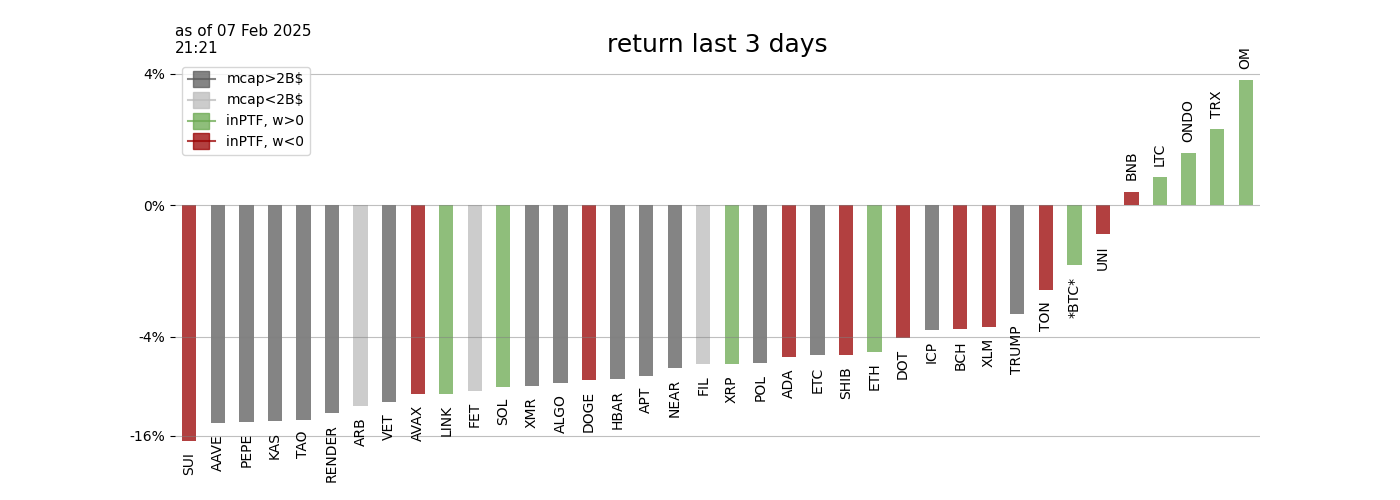 as of 07 Feb 2025
21:21
return last 3 days
mcap>2B$
mcap<2B$
inPTF, w>0
inPTF, w<0
4%
0%
-4%
-16%
SUI
AAVE
PEPE
KAS
TAO
RENDER
ARB
VET
AVAX
LINK
FET
SOL
XMR
ALGO
DOGE
HBAR
APT
NEAR
FIL
XRP
POL
ADA
ETC
SHIB
ETH
DOT
ICP
BCH
XLM
TRUMP
TON
*BTC*
UNI
BNB
LTC
ONDO
TRX
OM